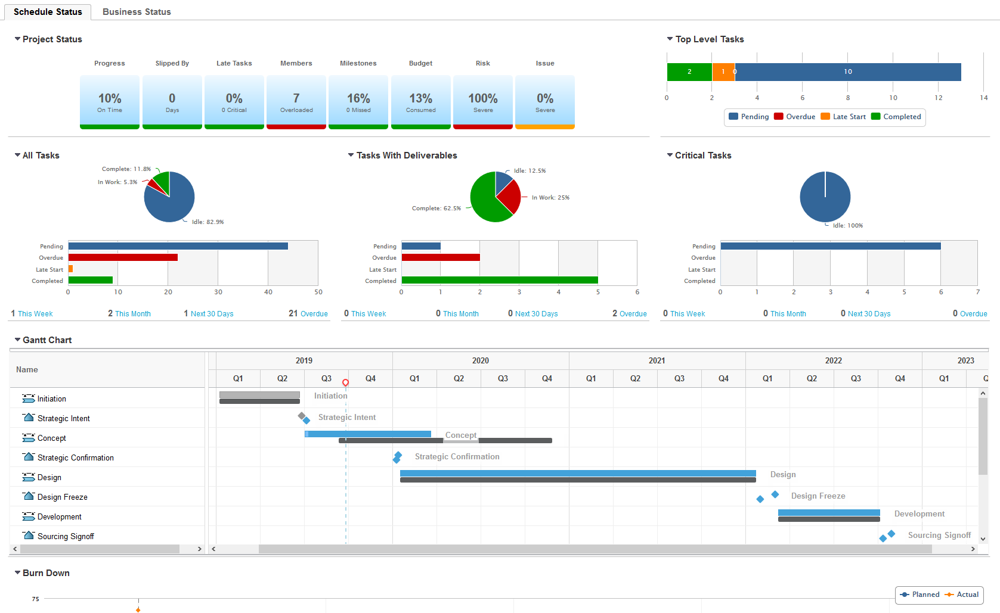 Schedule Status Business Status
Project Status
Progress Slipped By Late Tasks Members Milestones Budget Risk Issue
10% 0 0% 7 16% 13% 100% 0%
On Time Days 0 Critical Overloaded 0 Missed Consumed Severe Severe
Top Level Tasks
2 1 0 10
0 2 4 6 8 10 12 14
Pending Overdue Late Start Completed
All Tasks
Complete: 11.8%
In Work: 5.3%
Idle: 82.9%
Pending
Overdue
Late Start
Completed
0 10 20 30 40 50
1 This Week 2 This Month 1 Next 30 Days 21 Overdue
Tasks With Deliverables
Idle: 12.5%
In Work: 25%
Complete: 62.5%
Pending
Overdue
Late Start
Completed
0 1 2 3 4 5 6
0 This Week 0 This Month 0 Next 30 Days 2 Overdue
Critical Tasks
Idle: 100%
Pending
Overdue
Late Start
Completed
0 1 2 3 4 5 6 7
0 This Week 0 This Month 0 Next 30 Days 0 Overdue
Gantt Chart
Name
2019 2020 2021 2022 2023
Q1 Q2 Q3 Q4 Q1 Q2 Q3 Q4 Q1 Q2 Q3 Q4 Q1 Q2 Q3 Q4 Q1 Q
Initiation Initiation
Strategic Intent Strategic Intent
Concept Concept
Strategic Confirmation Strategic Confirmation
Design Design
Design Freeze Design Freeze
Development Development
Sourcing Signoff Sourcing Signoff
Burn Down
75
Planned Actual